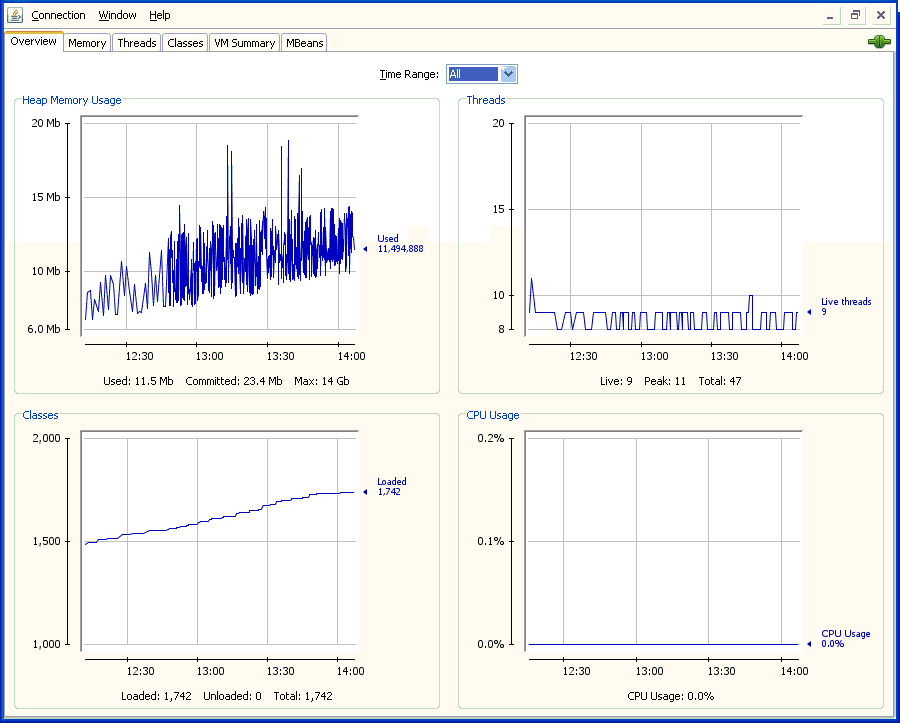 Connection Window Help
Overview Memory Threads Classes VM Summary MBeans
Time Range: All
Heap Memory Usage
20 Mb
15 Mb
10 Mb
6.0 Mb
Used
11,494,888
12:30 13:00 13:30 14:00
Used: 11.5 Mb Committed: 23.4 Mb Max: 14 Gb
Threads
20
15
10
8
Live threads
9
12:30 13:00 13:30 14:00
Live: 9 Peak: 11 Total: 47
Classes
2,000
1,500
1,000
Loaded
1,742
12:30 13:00 13:30 14:00
Loaded: 1,742 Unloaded: 0 Total: 1,742
CPU Usage
0.2%
0.1%
0.0%
CPU Usage
0.0%
12:30 13:00 13:30 14:00
CPU Usage: 0.0%